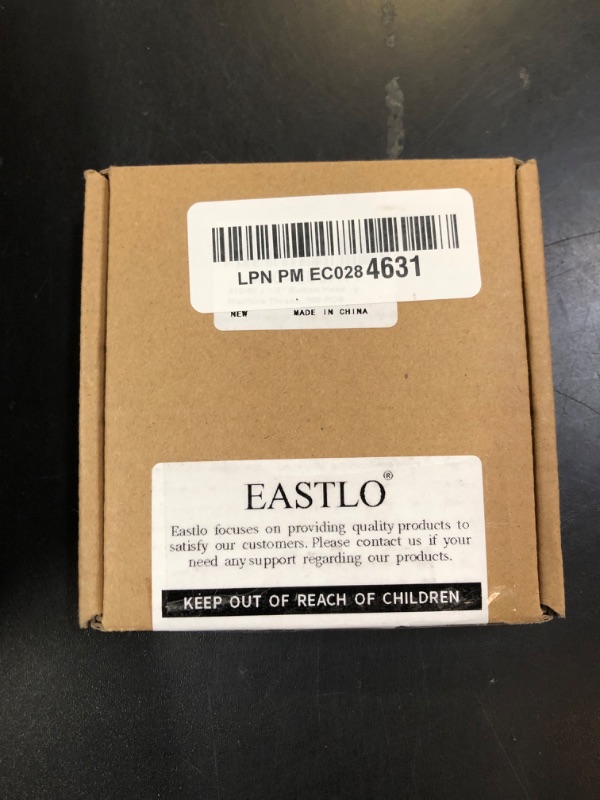 LPN PM EC028 4631
NEW MADE IN CHINA
EASTLO®
Eastlo focuses on providing quality products to
satisfy our customers. Please contact us if your
need any support regarding our products.
KEEP OUT OF REACH OF CHILDREN